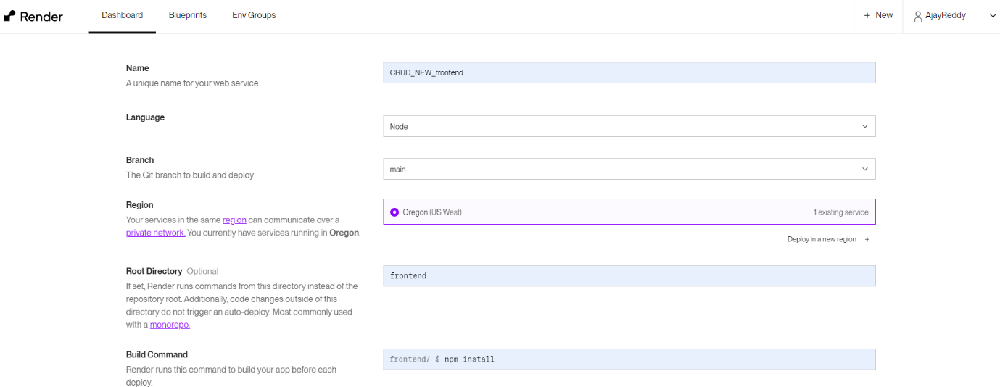 Render
Dashboard
Blueprints
Env Groups
+ New
AjayReddy
Name
A unique name for your web service.
CRUD_NEW_frontend
Language
Node
Branch
The Git branch to build and deploy.
main
Region
Your services in the same region can communicate over a
private network. You currently have services running in Oregon.
Oregon (US West)
1 existing service
Deploy in a new region +
Root Directory Optional
If set, Render runs commands from this directory instead of the
repository root. Additionally, code changes outside of this
directory do not trigger an auto-deploy. Most commonly used
with a monorepo.
frontend
Build Command
Render runs this command to build your app before each
deploy.
frontend/ $ npm install